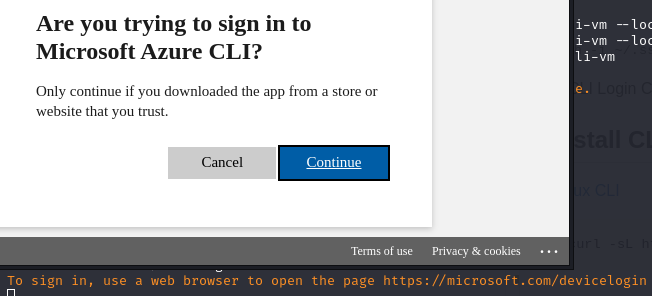 Are you trying to sign in to
Microsoft Azure CLI?
Only continue if you downloaded the app from a store or
website that you trust.
Cancel
Continue
Terms of use
Privacy & cookies
...
i-vm --loc
i-vm --loc
li-vm
e.
Login C
stall CL
ux CLI
url -sL
To sign in, use a web browser to open the page https://microsoft.com/devicelogin